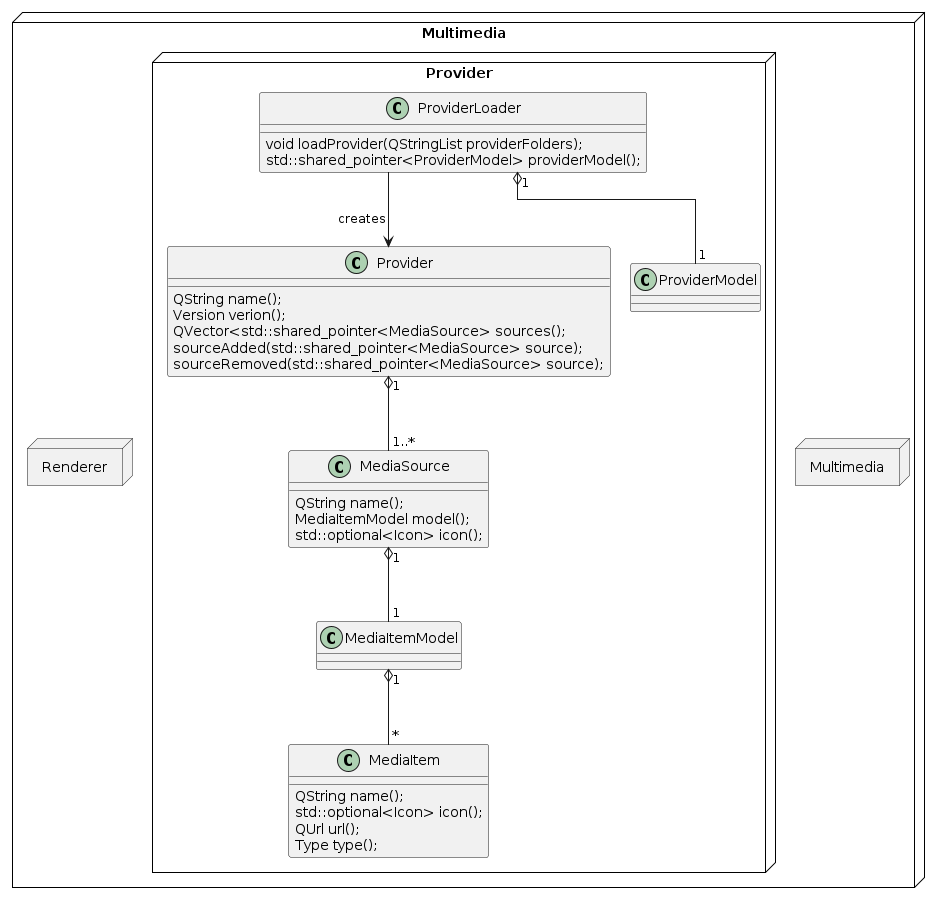 Multimedia
Provider
C ProviderLoader
void loadProvider(QStringList providerFolders);
std::shared_pointer<ProviderModel> providerModel();
1
creates
1
C Provider
QString name();
Version verion();
QVector<std::shared_pointer<MediaSource> sources();
sourceAdded(std::shared_pointer<MediaSource> source);
sourceRemoved(std::shared_pointer<MediaSource> source);
C ProviderModel
1
1..*
Renderer
C MediaSource
QString name();
MediaItemModel model();
std::optional<Icon> icon();
Multimedia
1
1
C MediaItemModel
1
*
C MediaItem
QString name();
std::optional<Icon> icon();
QUrl url();
Type type();